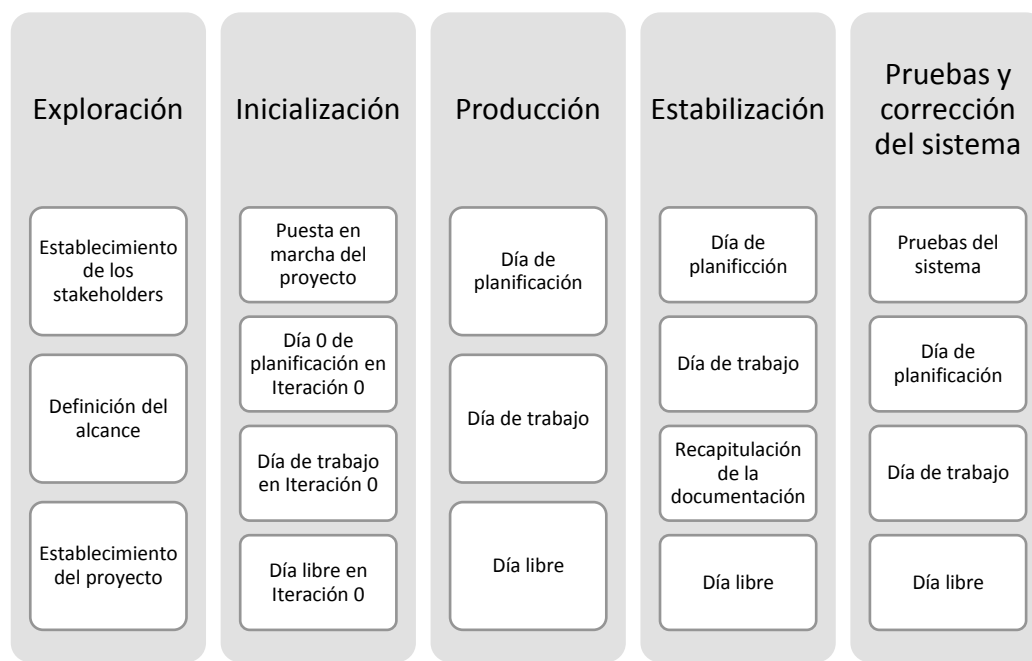 Exploración
Establecimiento
de los
stakeholders
Definición del
alcance
Establecimiento
del proyecto
Inicialización
Puesta en
marcha del
proyecto
Día 0 de
planificación en
Iteración 0
Día de trabajo
en Iteración 0
Día libre en
Iteración 0
Producción
Día de
planificación
Día de trabajo
Día libre
Estabilización
Día de
planificción
Día de trabajo
Recapitulación
de la
documentación
Día libre
Pruebas y
corrección
del sistema
Pruebas del
sistema
Día de
planificación
Día de trabajo
Día libre